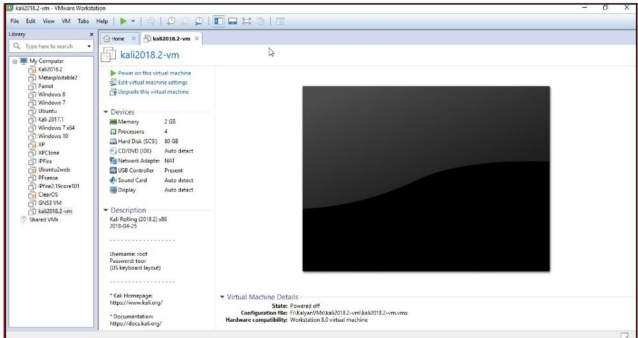 kali2018.2-vm - VMware Workstation
File Edit View VM Tabs Help
Library
Type here to search
My Computer
Kali2018.2
Metasploitable2
Parrot
Windows 8
Windows 7
Ubuntu
Kali 2017.1
Windows 7 x64
Windows 10
XP
XPClone
IPFire
Ubuntu2web
PFsense
IPfire2.19core101
ClearOS
GNS3 VM
kali2018.2-vm
Shared VMs
Home
kali2018.2-vm
kali2018.2-vm
Power on this virtual machine
Edit virtual machine settings
Upgrade this virtual machine
Devices
Memory 2 GB
Processors 4
Hard Disk (SCSI) 80 GB
CD/DVD (IDE) Auto detect
Network Adapter NAT
USB Controller Present
Sound Card Auto detect
Display Auto detect
Description
Kali Rolling (2018.2) x86
2018-04-25
- - - - - - - - - - - - - - - -
Username: root
Password: toor
(US keyboard layout)
- - - - - - - - - - - - - - - -
* Kali Homepage:
https://www.kali.org/
* Documentation:
https://docs.kali.org/
Virtual Machine Details
State: Powered off
Configuration file: F:\KalyanVMs\kali2018.2-vm\kali2018.2-vm.vmx
Hardware compatibility: Workstation 8.0 virtual machine